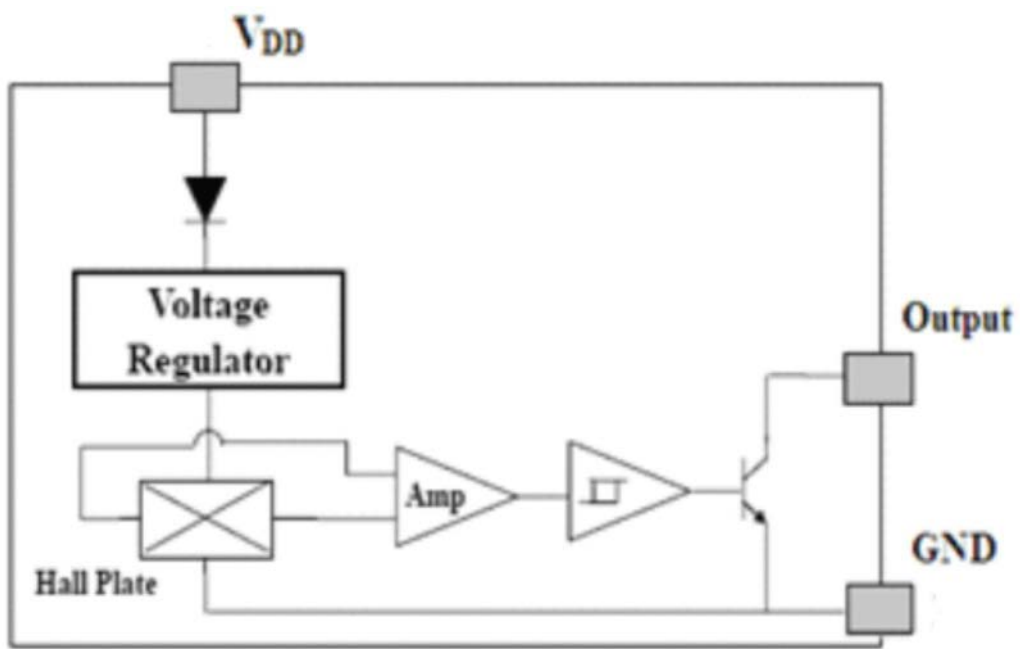 VDD
Voltage
Regulator
Output
Amp
GND
Hall Plate